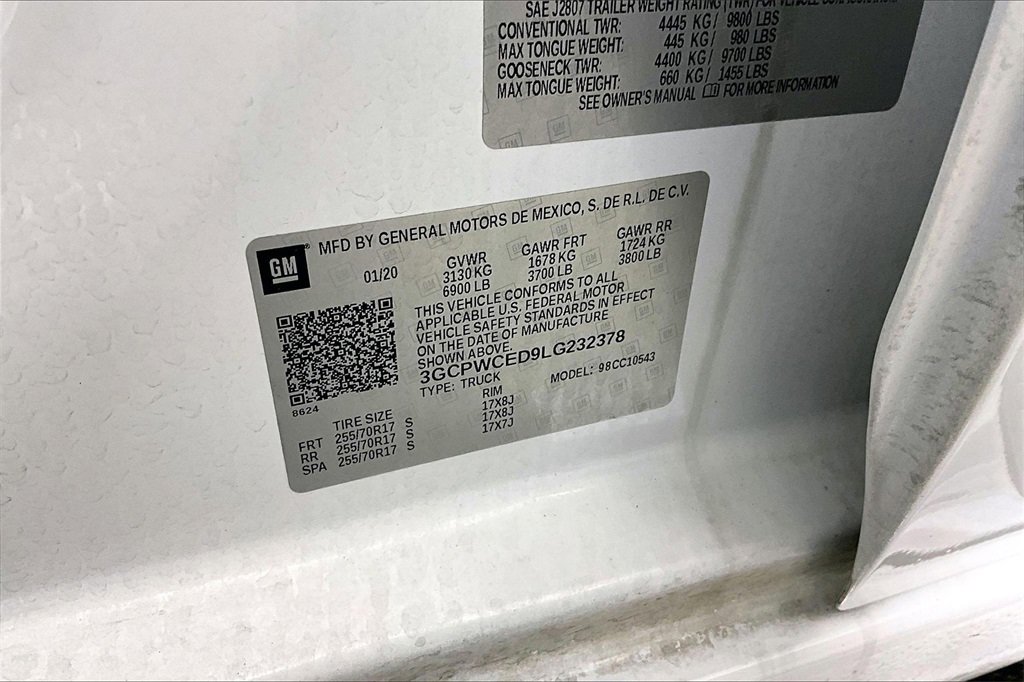 SAE J2807 TRAILER WEIGHT RATING (TWR) FOR VEHICLE
CONVENTIONAL TWR: 4445 KG/ 9800 LBS
MAX TONGUE WEIGHT: 445 KG/ 980 LBS
GOOSENECK TWR: 4400 KG/ 9700 LBS
MAX TONGUE WEIGHT: 660 KG/ 1455 LBS
SEE OWNER'S MANUAL FOR MORE INFORMATION
GM ® MFD BY GENERAL MOTORS DE MEXICO, S. DE R.L. DE C.V.
01/20 GVWR GAWR FRT GAWR RR
3130 KG 1678 KG 1724 KG
6900 LB 3700 LB 3800 LB
THIS VEHICLE CONFORMS TO ALL
APPLICABLE U.S. FEDERAL MOTOR
VEHICLE SAFETY STANDARDS IN EFFECT
ON THE DATE OF MANUFACTURE
SHOWN ABOVE.
3GCPWCED9LG232378
TYPE: TRUCK MODEL: 98CC10543
8624
TIRE SIZE RIM
FRT 255/70R17 S 17X8J
RR 255/70R17 S 17X8J
SPA 255/70R17 S 17X7J